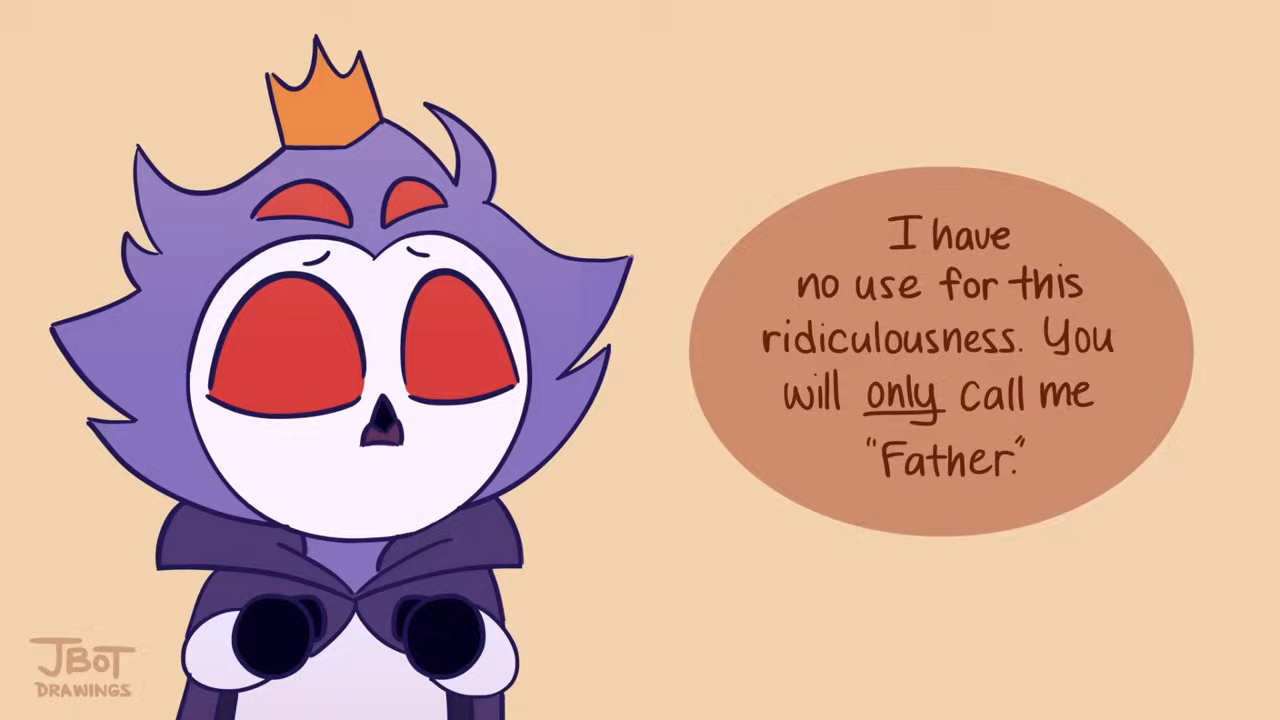 I have
no use for this
ridiculousness. You
will only call me
"Father."
JBOT
DRAWINGS